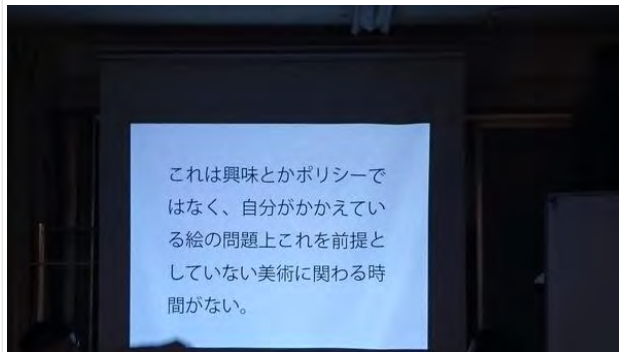 これは興味とかポリシーで
はなく、自分がかかえてい
る絵の問題上これを前提と
していない美術に関わる時
間がない。